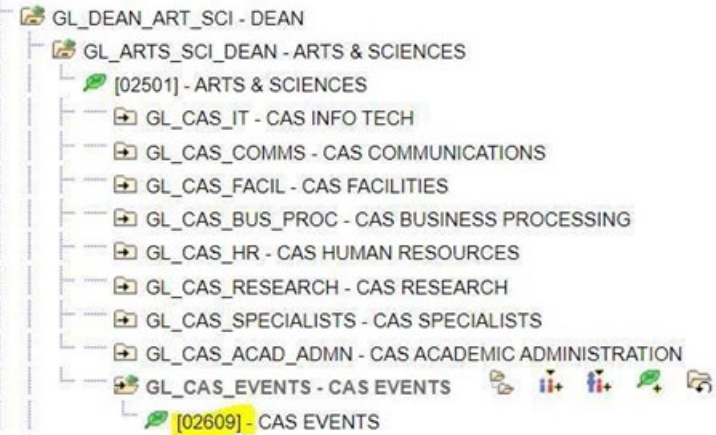 GL_DEAN_ART_SCI - DEAN
GL_ARTS_SCI_DEAN - ARTS & SCIENCES
[02501] - ARTS & SCIENCES
GL_CAS_IT - CAS INFO TECH
GL_CAS_COMMS - CAS COMMUNICATIONS
GL_CAS_FACIL - CAS FACILITIES
GL_CAS_BUS_PROC - CAS BUSINESS PROCESSING
GL_CAS_HR - CAS HUMAN RESOURCES
GL_CAS_RESEARCH - CAS RESEARCH
GL_CAS_SPECIALISTS - CAS SPECIALISTS
GL_CAS_ACAD_ADMN - CAS ACADEMIC ADMINISTRATION
GL_CAS_EVENTS - CAS EVENTS
[02609] - CAS EVENTS